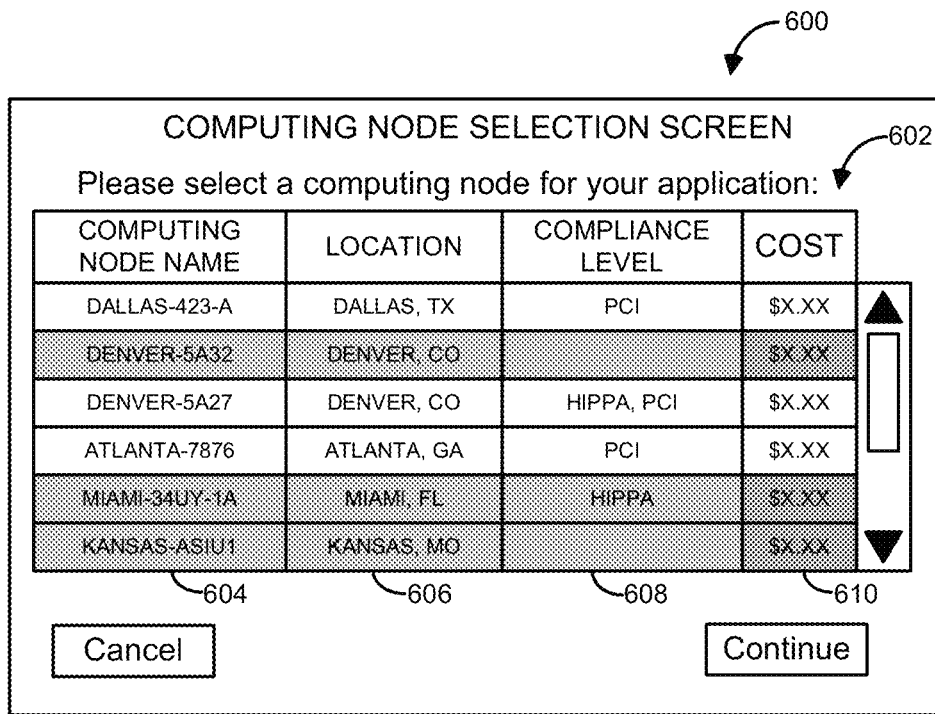 600
COMPUTING NODE SELECTION SCREEN
602
Please select a computing node for your application:
COMPUTING NODE NAME LOCATION COMPLIANCE LEVEL COST
DALLAS-423-A DALLAS, TX PCI $X.XX
DENVER-5A32 DENVER, CO $X.XX
DENVER-5A27 DENVER, CO HIPPA, PCI $X.XX
ATLANTA-7876 ATLANTA, GA PCI $X.XX
MIAMI-34UY-1A MIAMI, FL HIPPA $X.XX
KANSAS-ASIU1 KANSAS, MO $X.XX
604 606 608 610
Cancel Continue